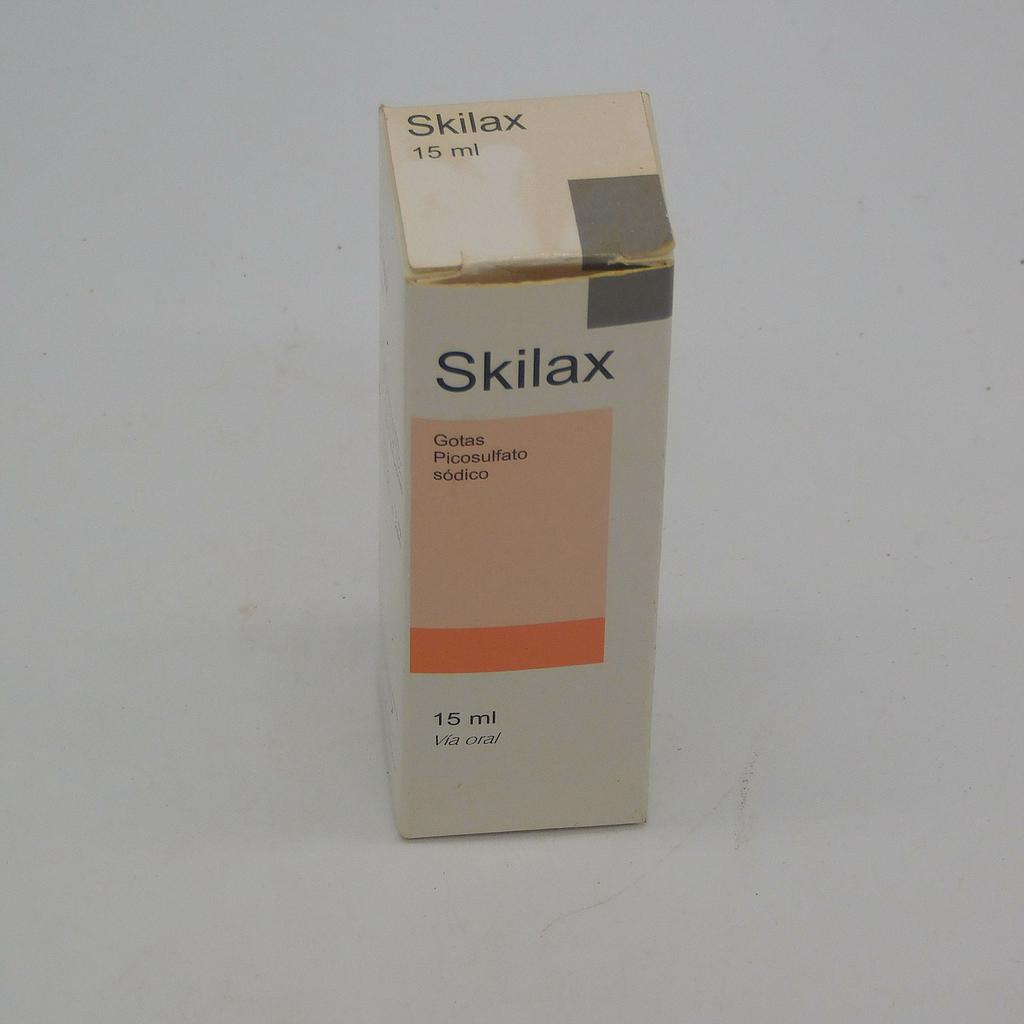 Skilax
15 ml
Skilax
Gotas
Picosulfato
sódico
15 ml
Vía oral